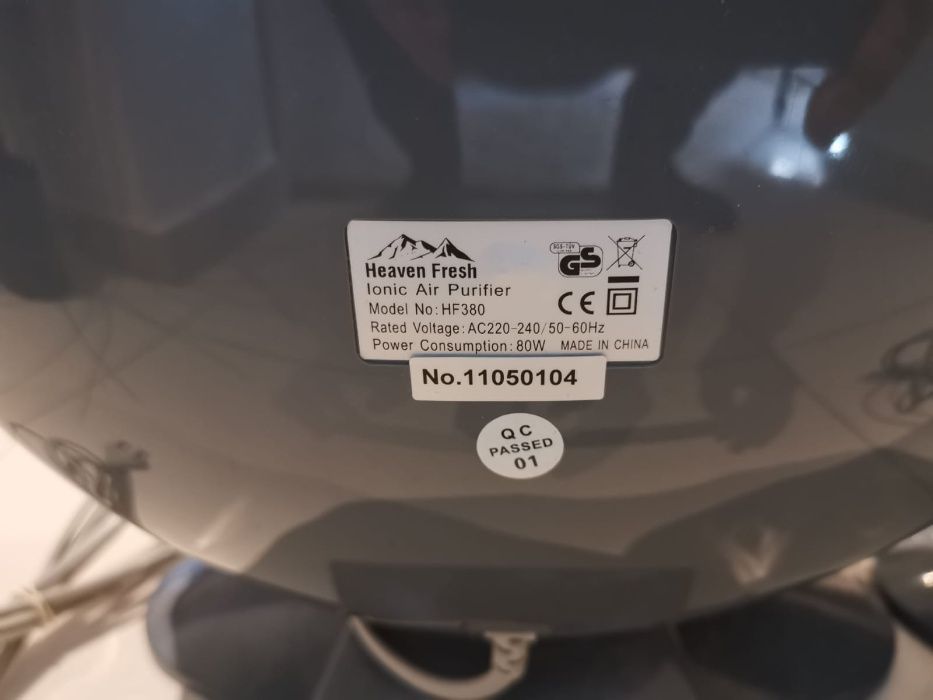 Heaven Fresh
Ionic Air Purifier
Model No:HF380
Rated Voltage:AC220-240/50-60Hz
Power Consumption:80W MADE IN CHINA
GS
CE
No.11050104
QC
PASSED
01